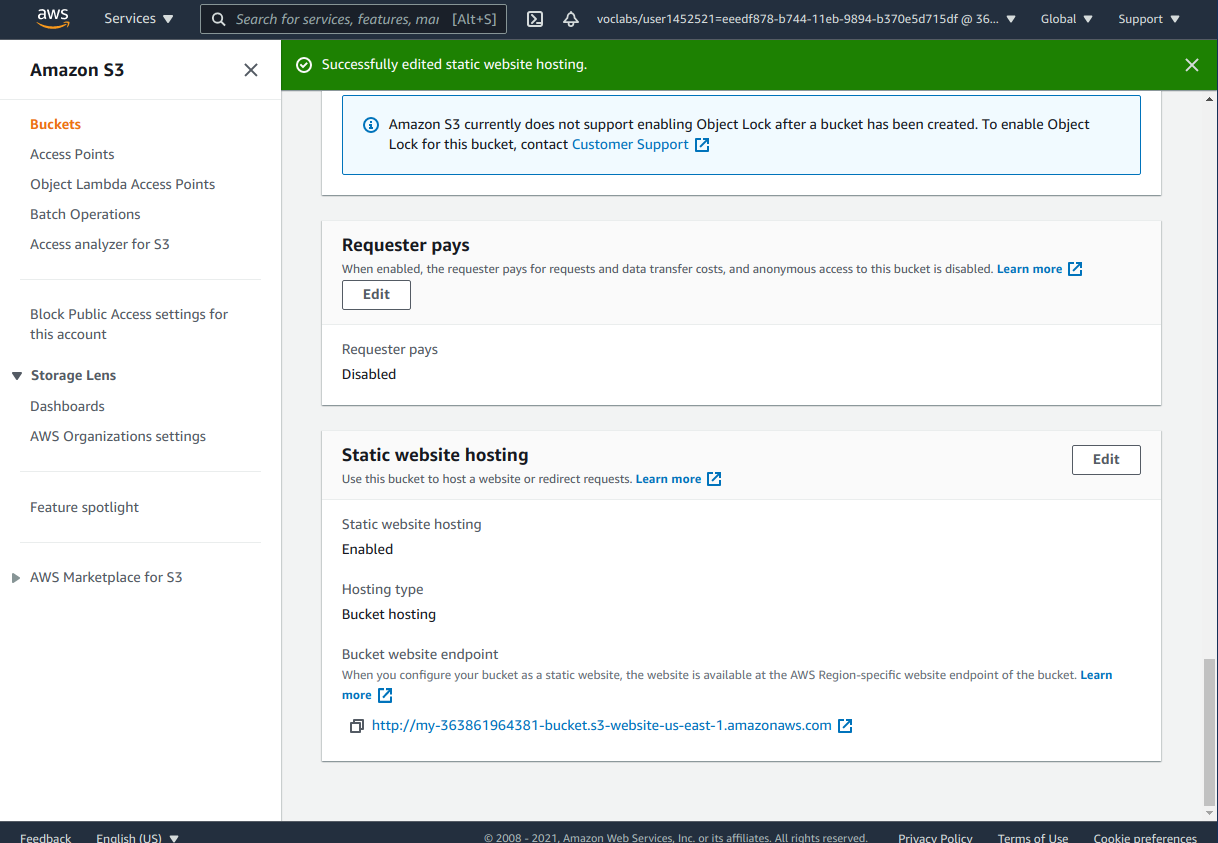 aws
Services
Search for services, features, mar [Alt+S]
voclabs/user1452521=eeedf878-b744-11eb-9894-b370e5d715df @ 36...
Global
Support
Amazon S3
Successfully edited static website hosting.
Buckets
Access Points
Object Lambda Access Points
Batch Operations
Access analyzer for S3
Block Public Access settings for
this account
Storage Lens
Dashboards
AWS Organizations settings
Feature spotlight
AWS Marketplace for S3
Amazon S3 currently does not support enabling Object Lock after a bucket has been created. To enable Object
Lock for this bucket, contact Customer Support
Requester pays
When enabled, the requester pays for requests and data transfer costs, and anonymous access to this bucket is disabled. Learn more
Edit
Requester pays
Disabled
Static website hosting
Edit
Use this bucket to host a website or redirect requests. Learn more
Static website hosting
Enabled
Hosting type
Bucket hosting
Bucket website endpoint
When you configure your bucket as a static website, the website is available at the AWS Region-specific website endpoint of the bucket. Learn
more
http://my-363861964381-bucket.s3-website-us-east-1.amazonaws.com
Feedback
English (US)
© 2008 - 2021, Amazon Web Services, Inc. or its affiliates. All rights reserved.
Privacy Policy
Terms of Use
Cookie preferences